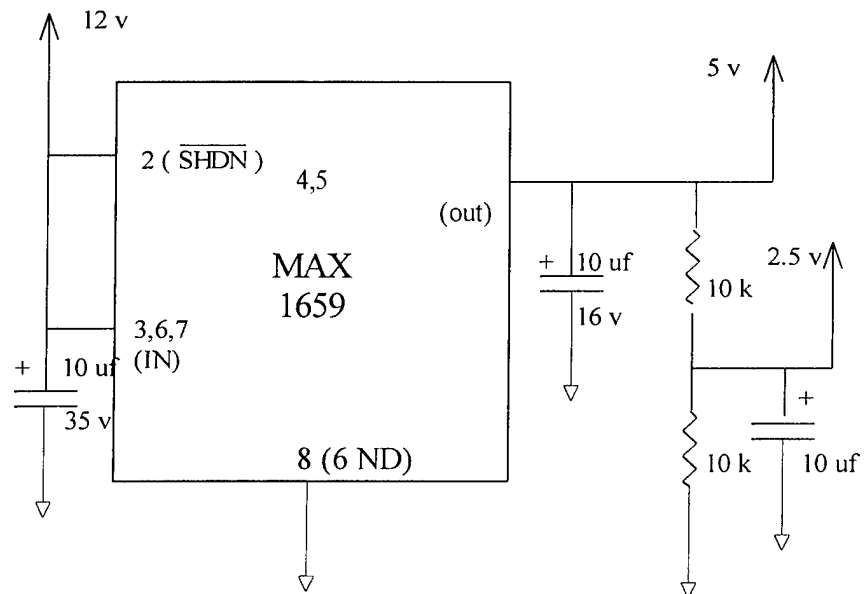 12 v
5 v
2 ( SHDN )
4,5
(out)
MAX
1659
3,6,7
(IN)
+
10 uf
35 v
8 (6 ND)
+
10 uf
16 v
10 k
2.5 v
10 k
+
10 uf